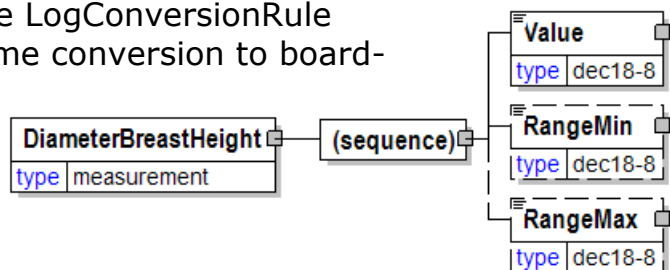 e LogConversionRule
me conversion to board-
Value
type dec18-8
DiameterBreastHeight
type measurement
(sequence)
RangeMin
type dec18-8
RangeMax
type dec18-8